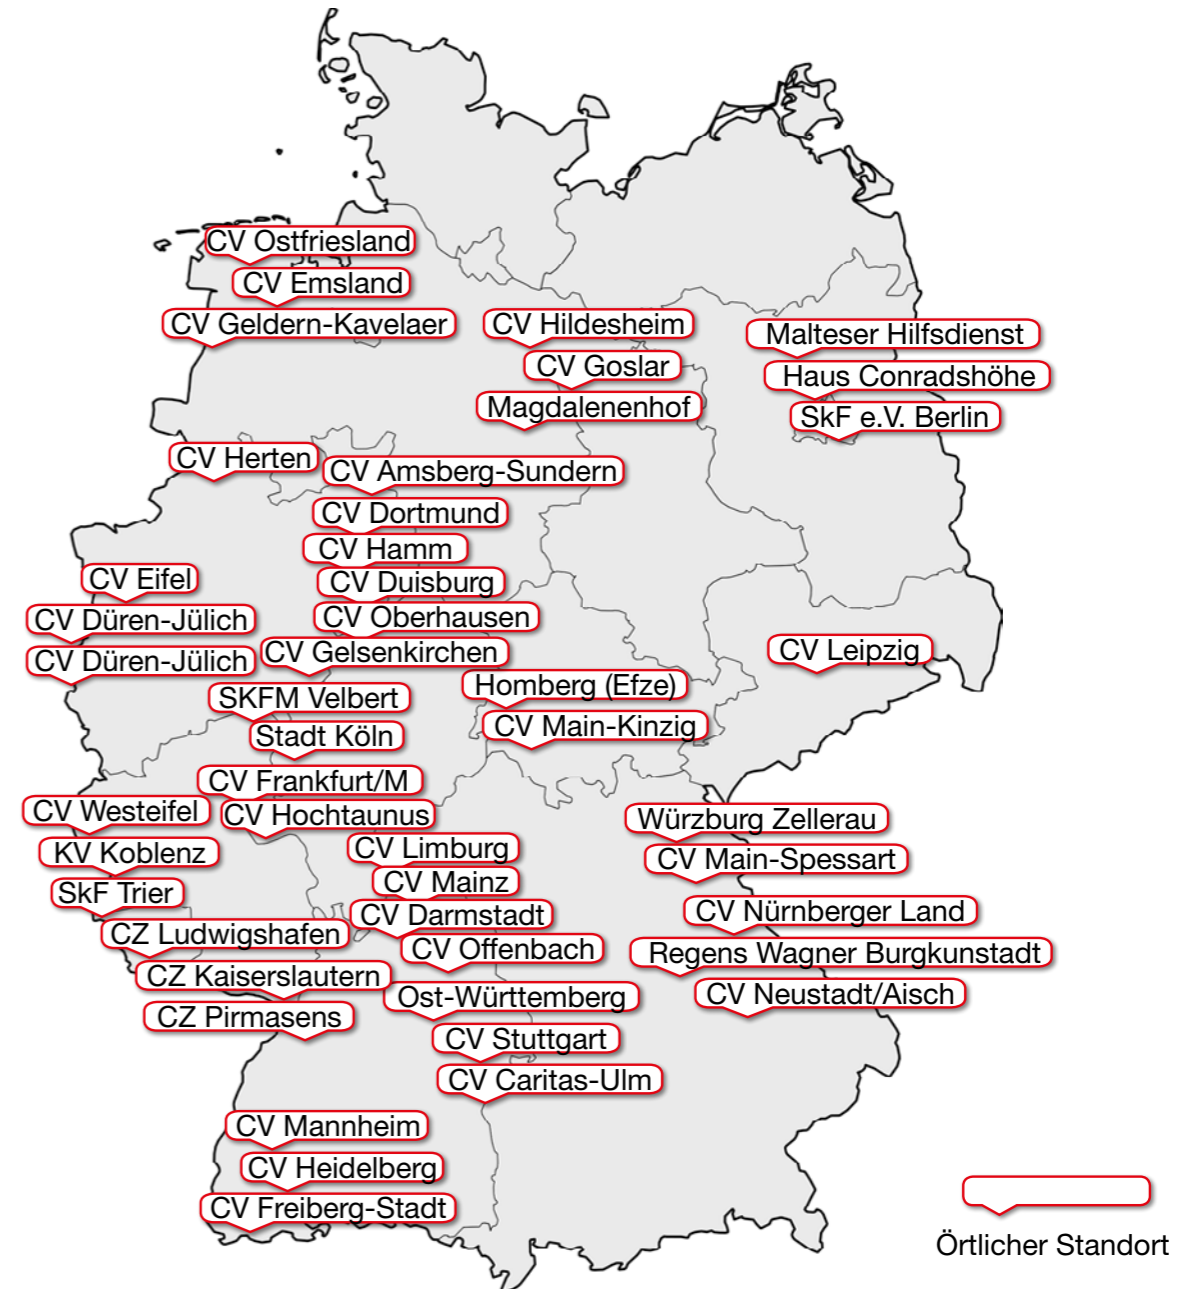 CV Ostfriesland
CV Emsland
CV Geldern-Kavelaer
CV Hildesheim
CV Goslar
Magdalenenhof
Malteser Hilfsdienst
Haus Conradshöhe
SkF e.V. Berlin
CV Herten
CV Amsberg-Sundern
CV Dortmund
CV Hamm
CV Duisburg
CV Oberhausen
CV Gelsenkirchen
CV Eifel
CV Düren-Jülich
CV Düren-Jülich
SKFM Velbert
Stadt Köln
Homberg (Efze)
CV Main-Kinzig
CV Leipzig
CV Frankfurt/M
CV Hochtaunus
CV Westeifel
KV Koblenz
SkF Trier
CV Limburg
CV Mainz
CV Darmstadt
CV Offenbach
CZ Ludwigshafen
CZ Kaiserslautern
CZ Pirmasens
Würzburg Zellerau
CV Main-Spessart
CV Nürnberger Land
Regens Wagner Burgkunstadt
CV Neustadt/Aisch
Ost-Württemberg
CV Stuttgart
CV Caritas-Ulm
CV Mannheim
CV Heidelberg
CV Freiberg-Stadt
Örtlicher Standort